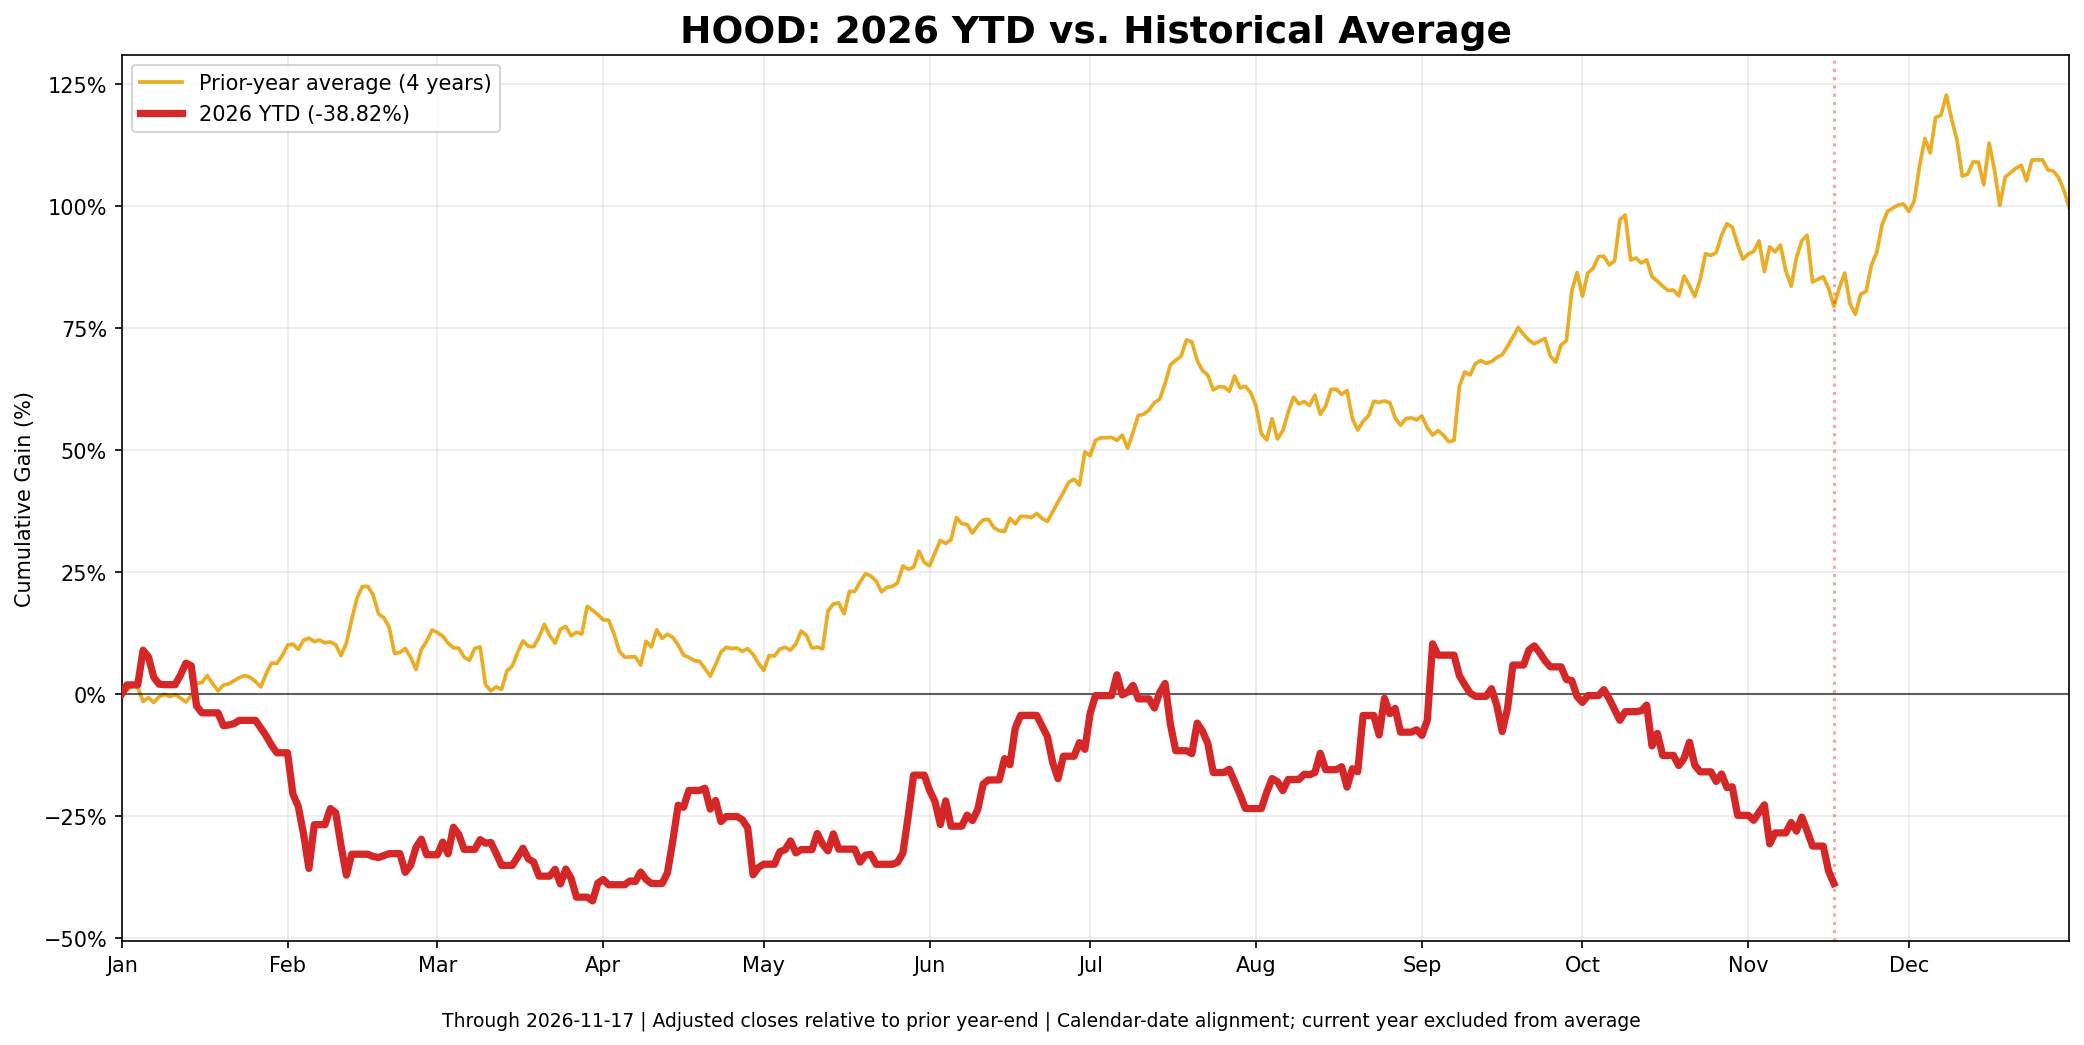 HOOD: 2026 YTD vs. Historical Average
Prior-year average (4 years)
2026 YTD (-38.82%)
Cumulative Gain (%)
125%
100%
75%
50%
25%
0%
−25%
−50%
Jan Feb Mar Apr May Jun Jul Aug Sep Oct Nov Dec
Through 2026-11-17 | Adjusted closes relative to prior year-end | Calendar-date alignment; current year excluded from average